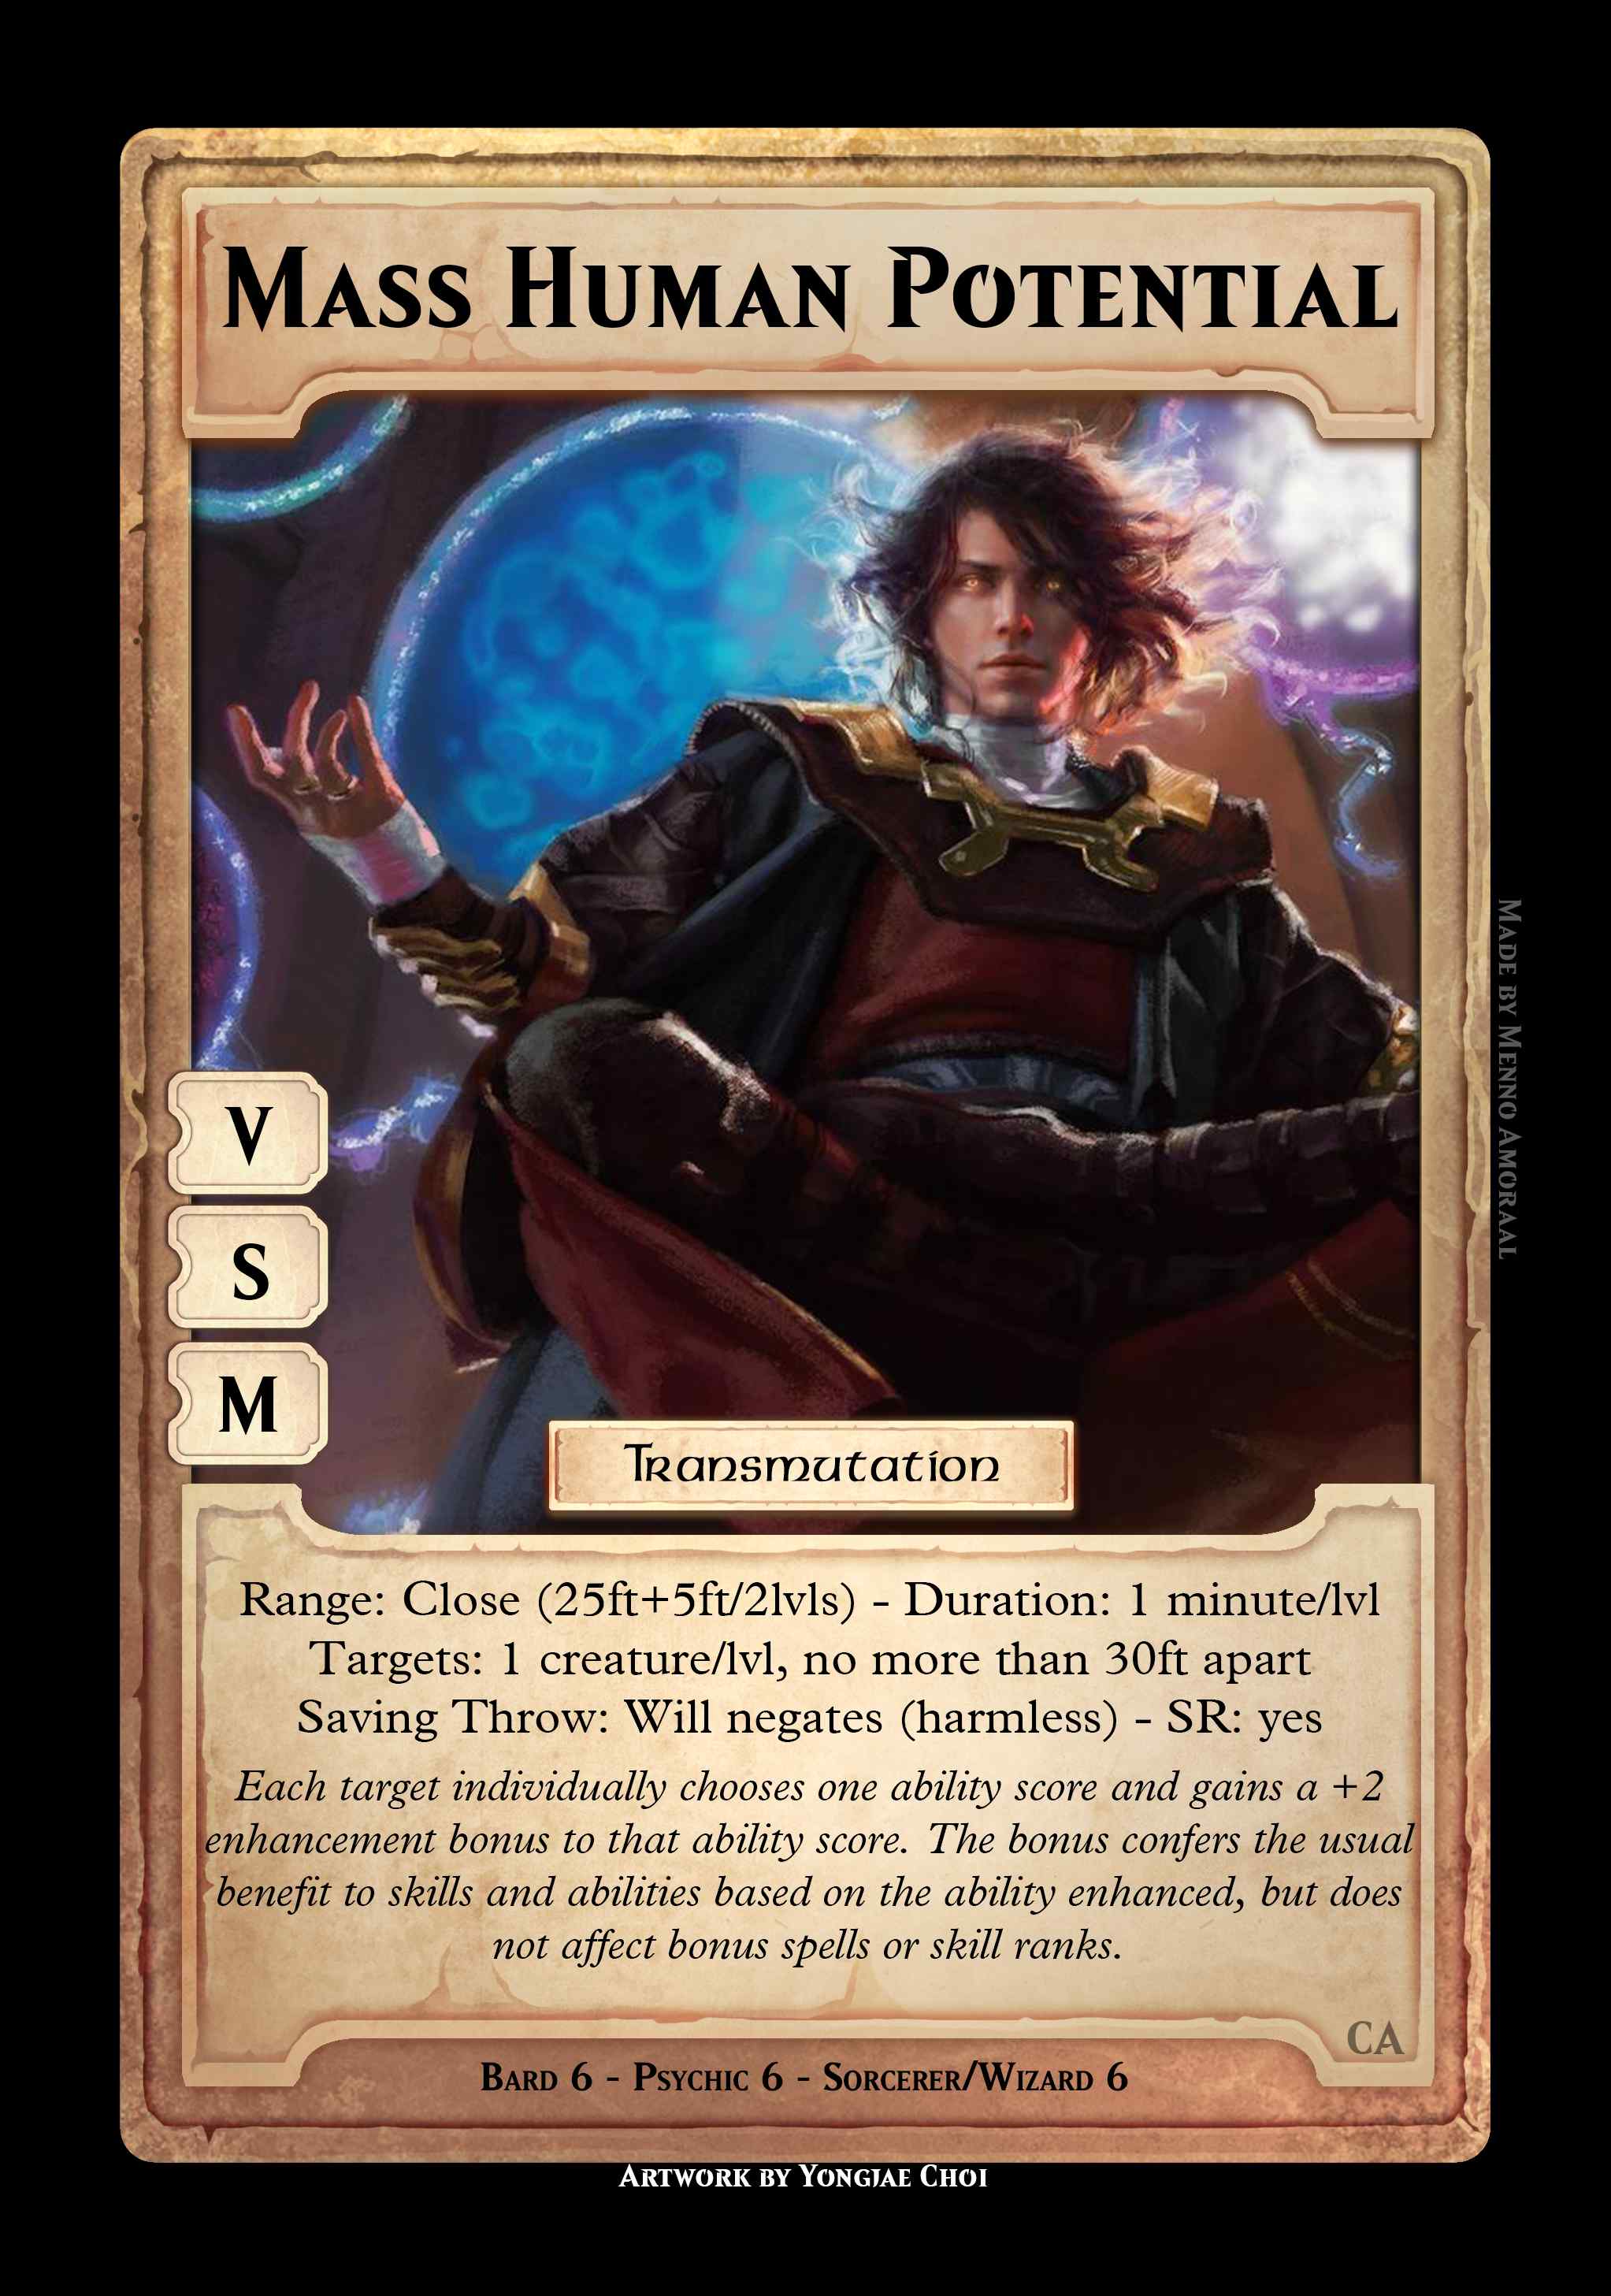 Mass Human Potential
V
S
M
Transmutation
Range: Close (25ft+5ft/2lvls) - Duration: 1 minute/lvl
Targets: 1 creature/lvl, no more than 30ft apart
Saving Throw: Will negates (harmless) - SR: yes
Each target individually chooses one ability score and gains a +2
enhancement bonus to that ability score. The bonus confers the usual
benefit to skills and abilities based on the ability enhanced, but does
not affect bonus spells or skill ranks.
CA
Bard 6 - Psychic 6 - Sorcerer/Wizard 6
Artwork by Yongjae Choi
Made by Menno Amoraal